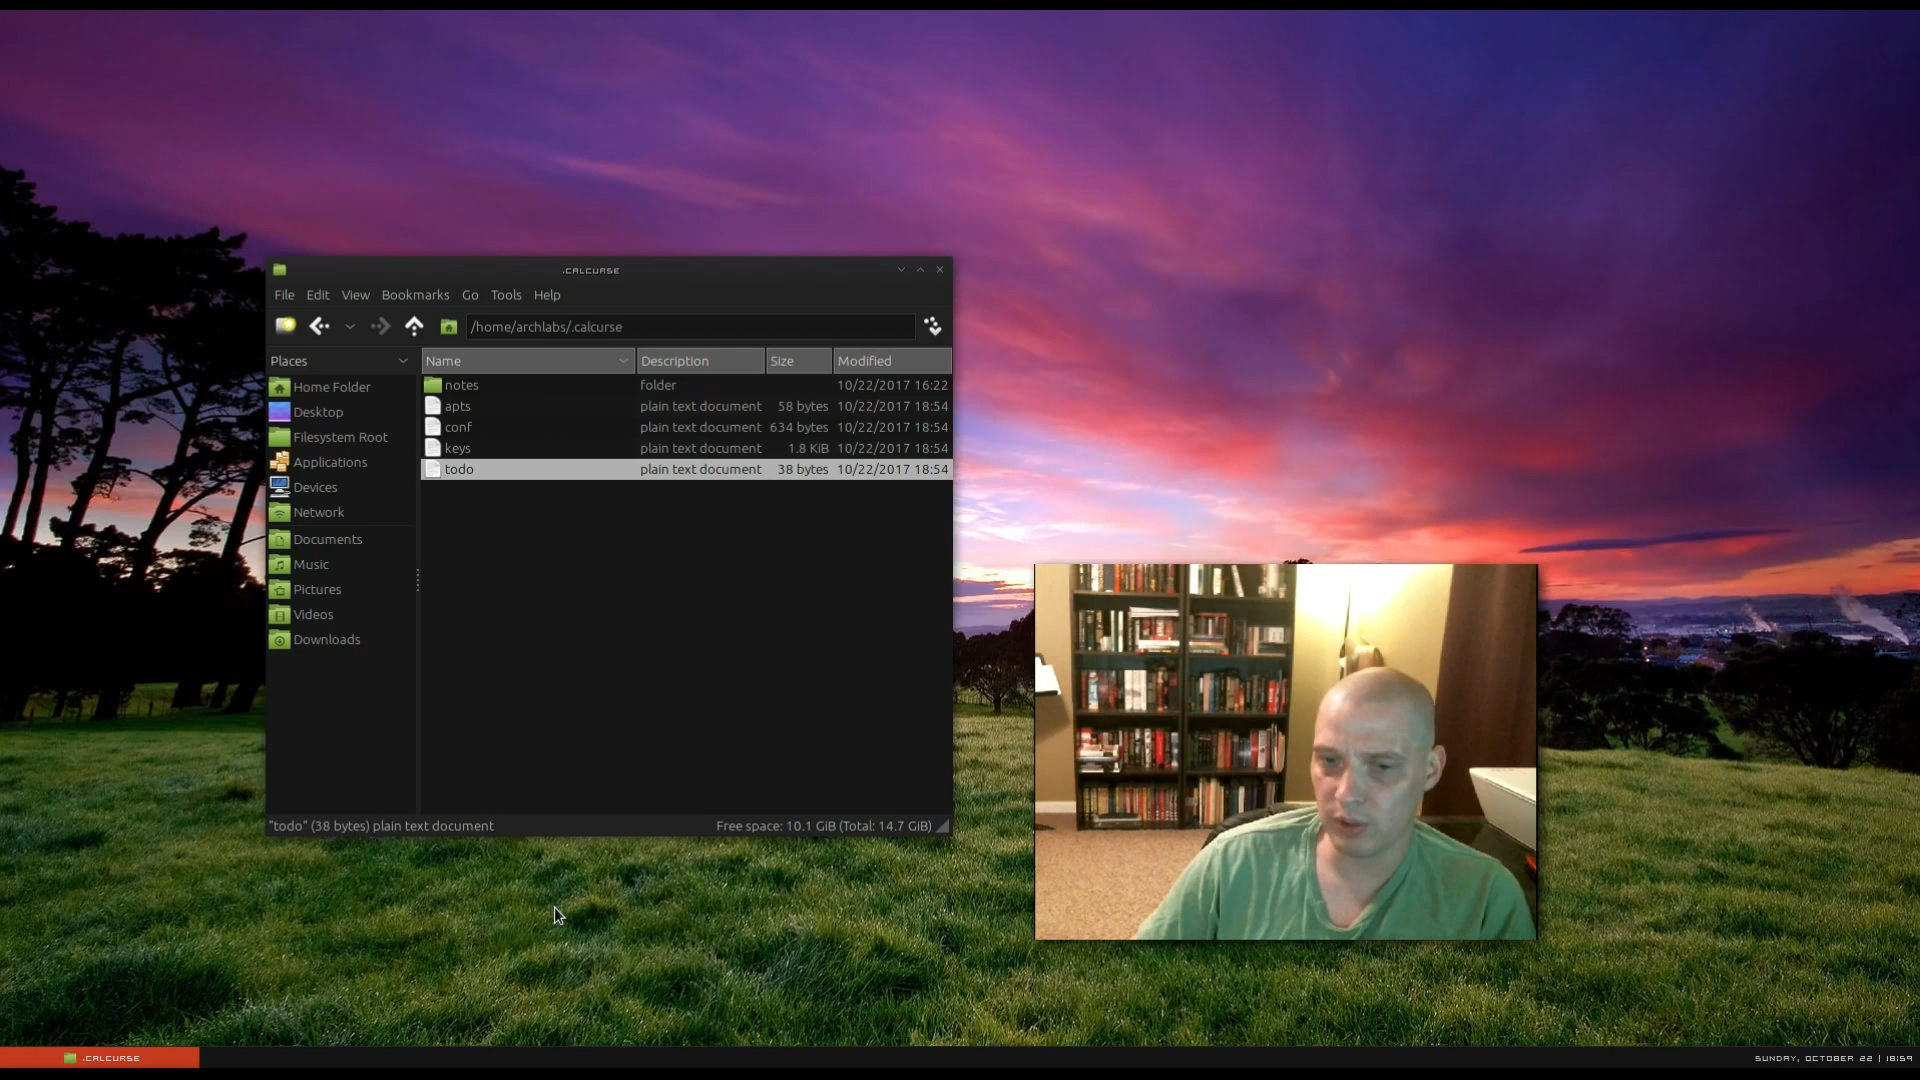 .CALCURSE
File Edit View Bookmarks Go Tools Help
/home/archlabs/.calcurse
Places
Home Folder
Desktop
Filesystem Root
Applications
Devices
Network
Documents
Music
Pictures
Videos
Downloads
Name Description Size Modified
notes folder 10/22/2017 16:22
apts plain text document 58 bytes 10/22/2017 18:54
conf plain text document 634 bytes 10/22/2017 18:54
keys plain text document 1.8 KiB 10/22/2017 18:54
todo plain text document 38 bytes 10/22/2017 18:54
"todo" (38 bytes) plain text document Free space: 10.1 GiB (Total: 14.7 GiB)
.CALCURSE
SUNDAY, OCTOBER 22 | 18:59